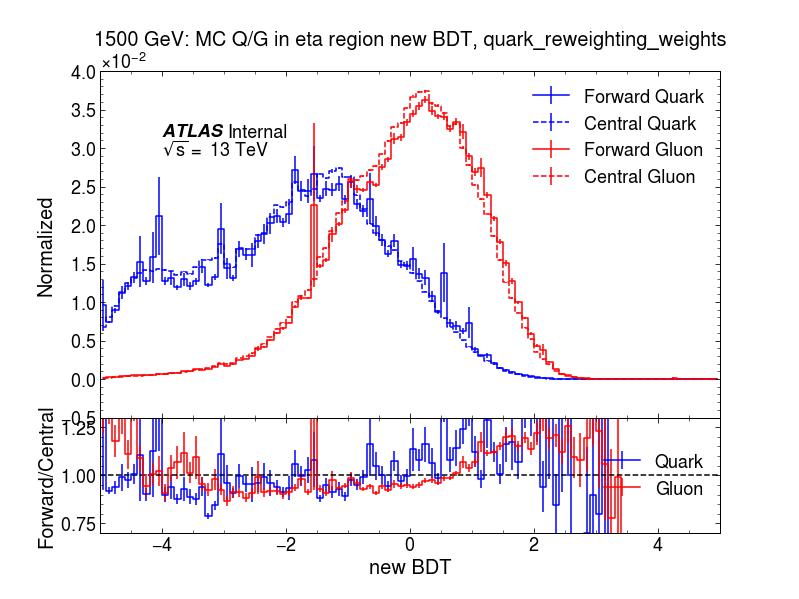 1500 GeV: MC Q/G in eta region new BDT, quark_reweighting_weights
×10⁻²
4.0
3.5
3.0
2.5
2.0
1.5
1.0
0.5
0.0
−0.5
Normalized
ATLAS Internal
√s = 13 TeV
Forward Quark
Central Quark
Forward Gluon
Central Gluon
1.25
1.00
0.75
Forward/Central
Quark
Gluon
−4 −2 0 2 4
new BDT